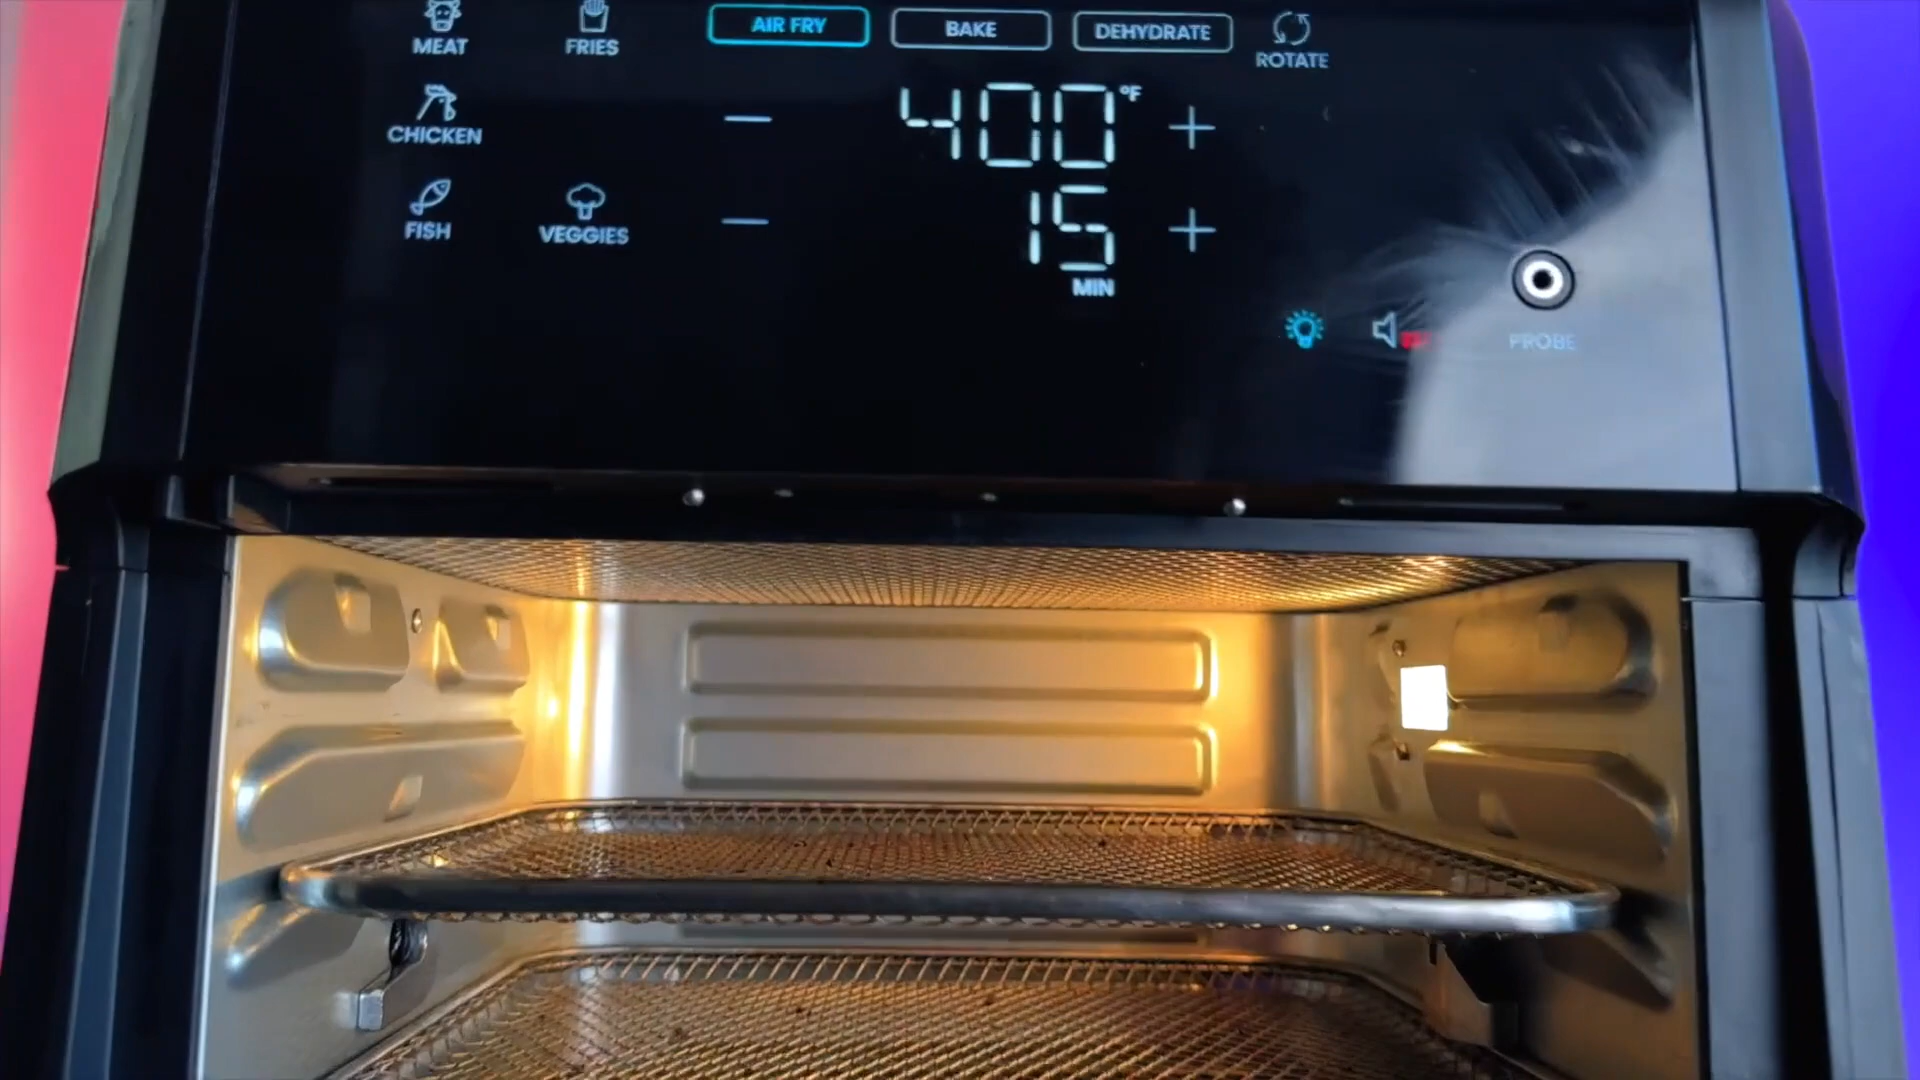 MEAT
FRIES
AIR FRY
BAKE
DEHYDRATE
ROTATE
CHICKEN
400°F
FISH
VEGGIES
15
MIN
PROBE